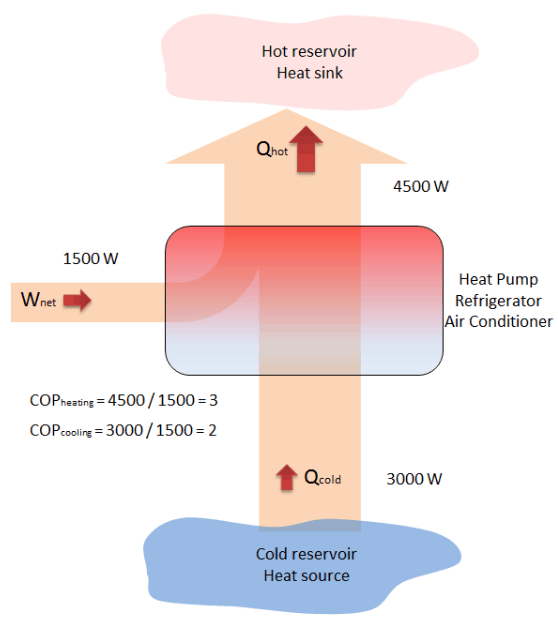 Hot reservoir
Heat sink
Qhot
4500 W
1500 W
Wnet
Heat Pump
Refrigerator
Air Conditioner
COPheating = 4500 / 1500 = 3
COPcooling = 3000 / 1500 = 2
Qcold
3000 W
Cold reservoir
Heat source